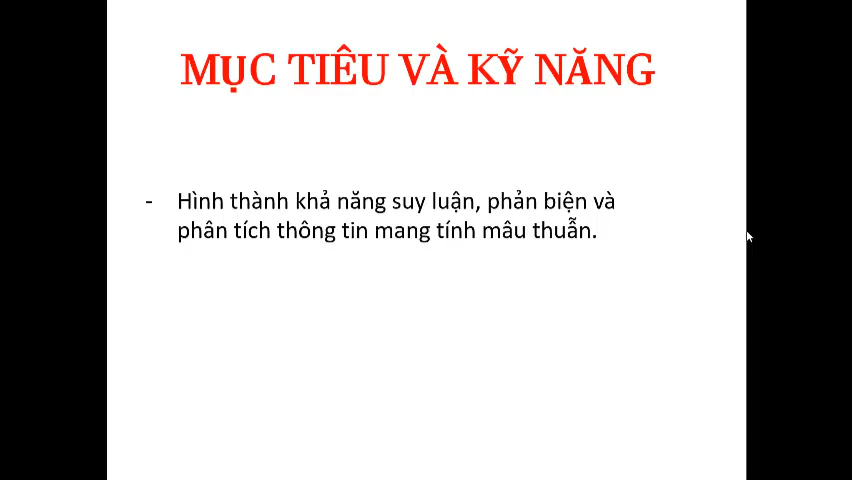 MỤC TIÊU VÀ KỸ NĂNG
- Hình thành khả năng suy luận, phản biện và
phân tích thông tin mang tính mâu thuẫn.